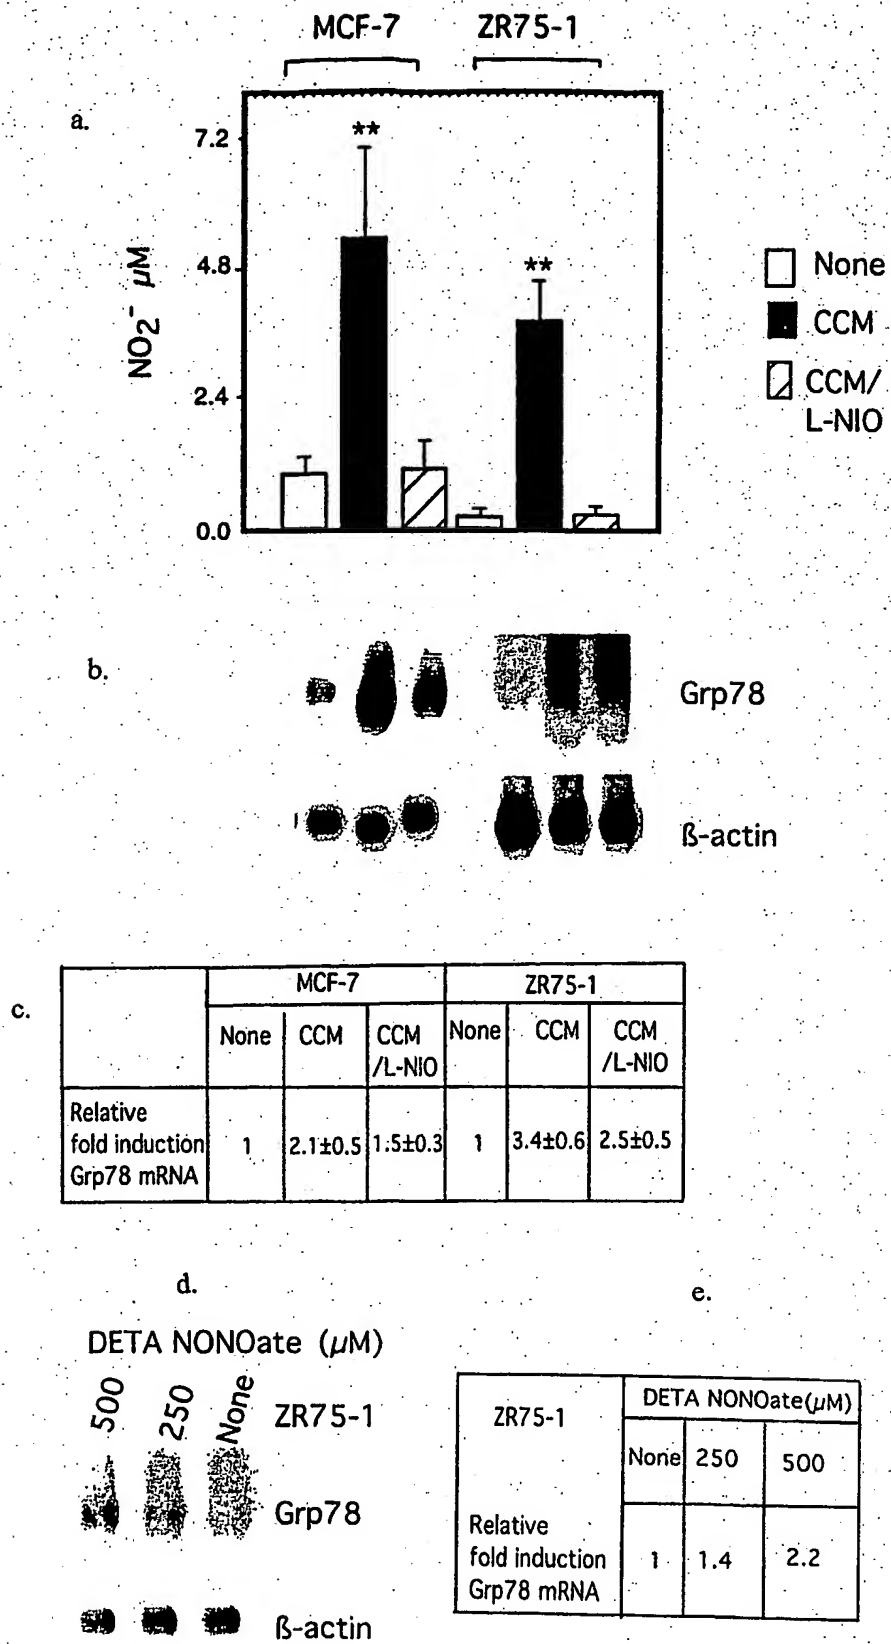 MCF-7 ZR75-1
a.
7.2
4.8
2.4
0.0
NO₂⁻ μM
** **
None
CCM
CCM/
L-NIO
b.
Grp78
ß-actin
c.
MCF-7 ZR75-1
None CCM CCM /L-NIO None CCM CCM /L-NIO
Relative
fold induction 1 2.1±0.5 1.5±0.3 1 3.4±0.6 2.5±0.5
Grp78 mRNA
d.
DETA NONOate (μM)
500 250 None ZR75-1
Grp78
ß-actin
e.
ZR75-1 DETA NONOate(μM)
None 250 500
Relative
fold induction 1 1.4 2.2
Grp78 mRNA